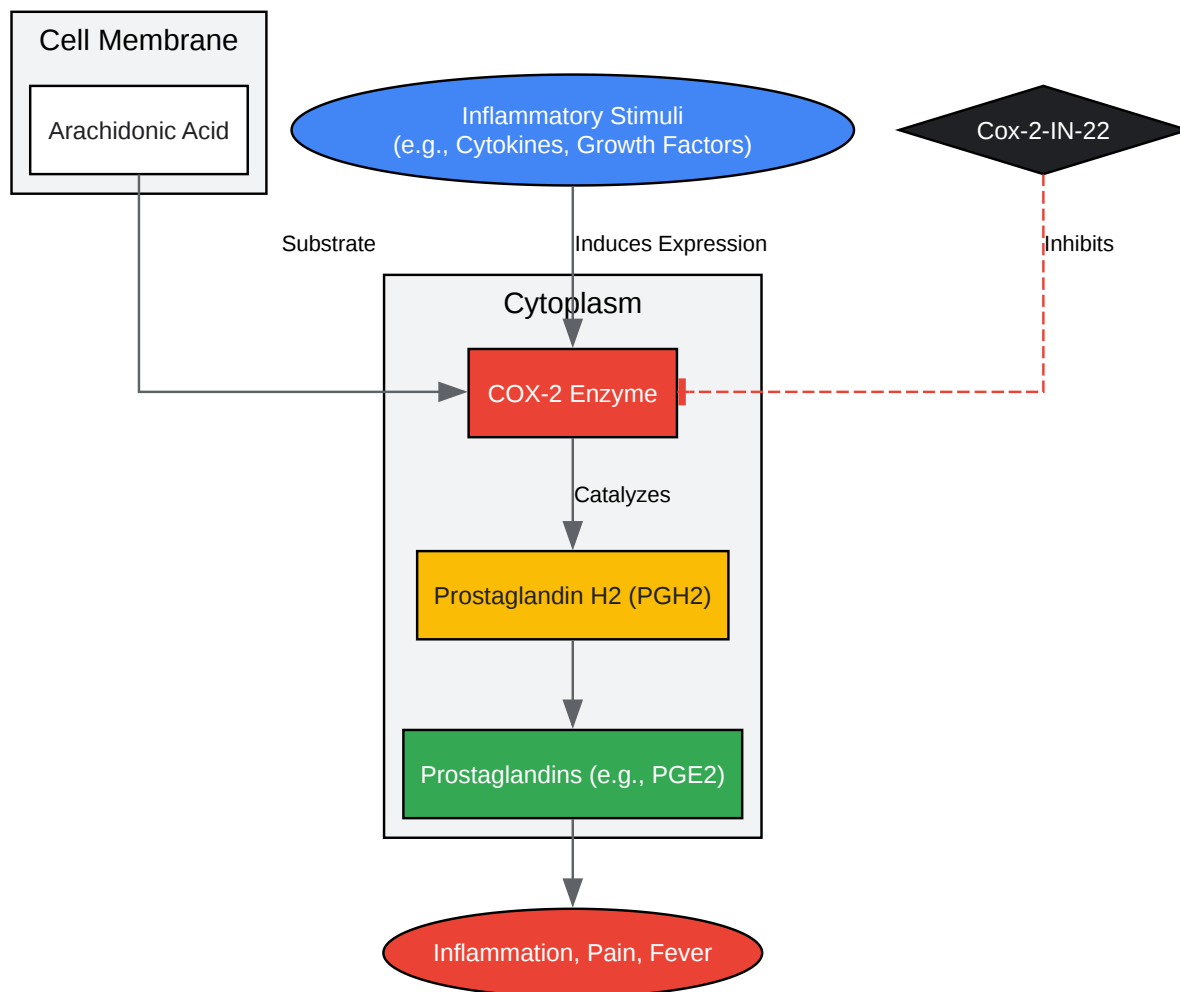 Cell Membrane
Arachidonic Acid
Inflammatory Stimuli
(e.g., Cytokines, Growth Factors)
Cox-2-IN-22
Substrate
Induces Expression
Inhibits
Cytoplasm
COX-2 Enzyme
Catalyzes
Prostaglandin H2 (PGH2)
Prostaglandins (e.g., PGE2)
Inflammation, Pain, Fever